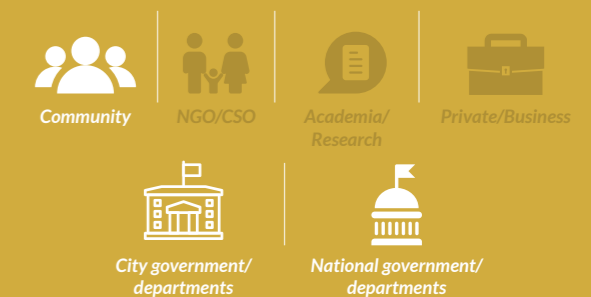 Community
NGO/CSO
Academia/
Research
Private/Business
City government/
departments
National government/
departments